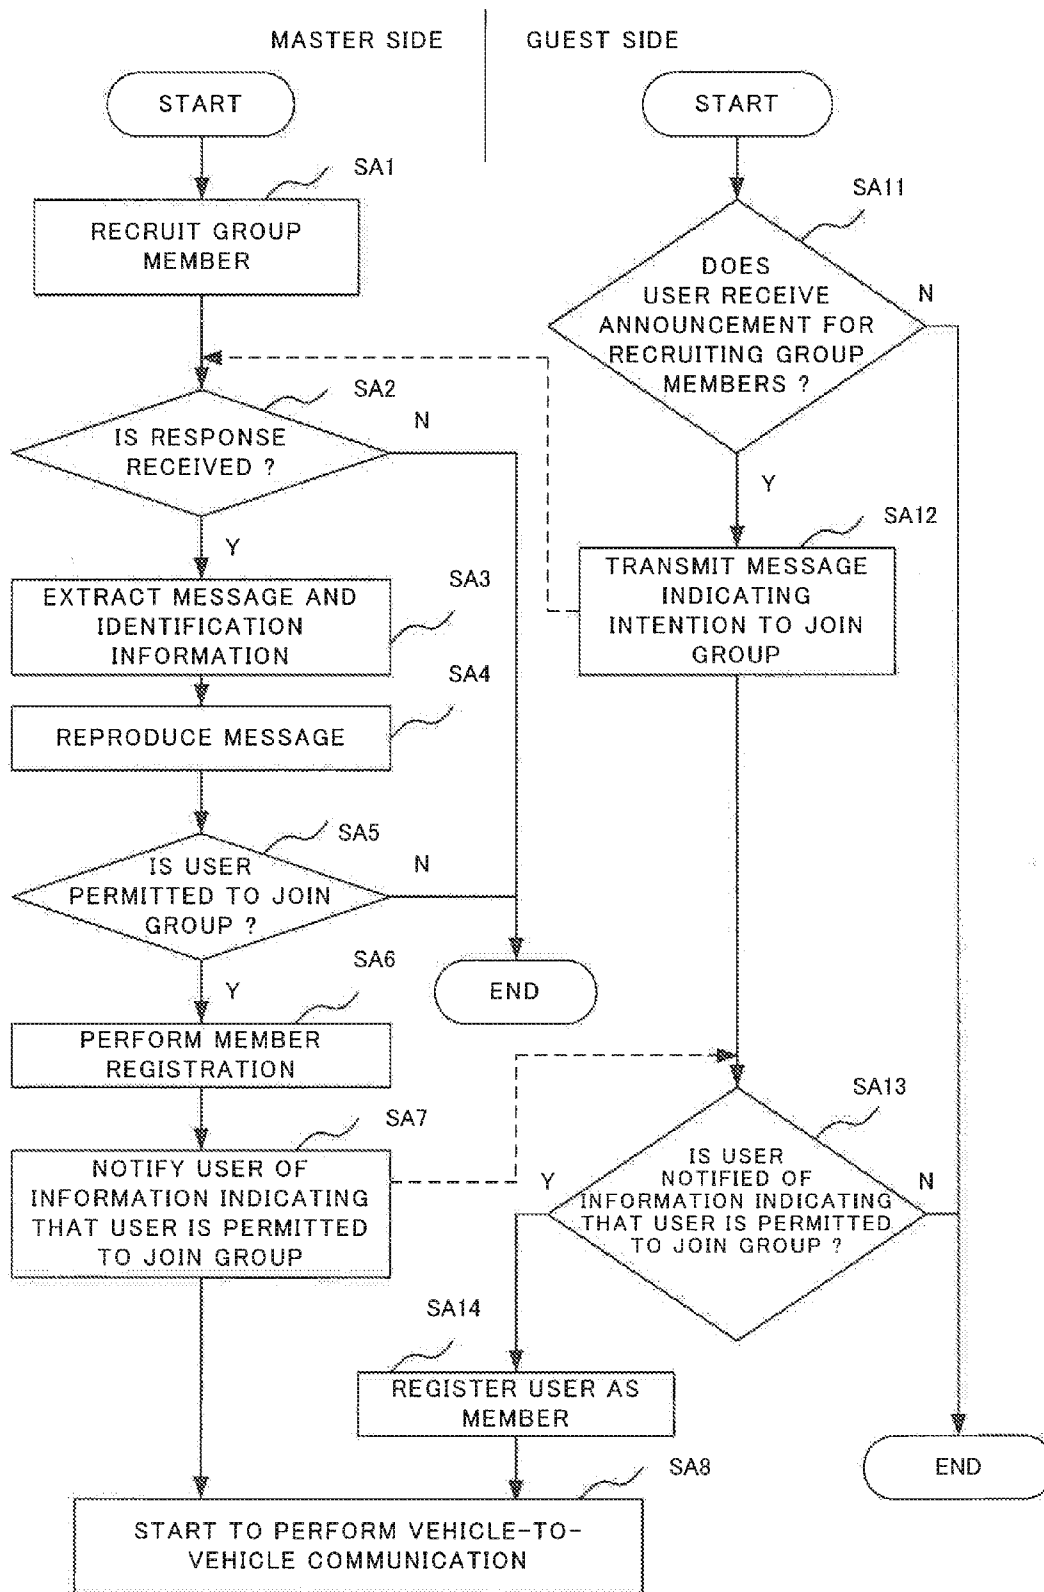 MASTER SIDE
GUEST SIDE
START
START
SA1
RECRUIT GROUP
MEMBER
SA11
DOES
USER RECEIVE
ANNOUNCEMENT FOR
RECRUITING GROUP
MEMBERS ?
N
Y
SA2
IS RESPONSE
RECEIVED ?
N
Y
SA12
TRANSMIT MESSAGE
INDICATING
INTENTION TO JOIN
GROUP
SA3
EXTRACT MESSAGE AND
IDENTIFICATION
INFORMATION
SA4
REPRODUCE MESSAGE
SA5
IS USER
PERMITTED TO JOIN
GROUP ?
N
Y
END
SA6
PERFORM MEMBER
REGISTRATION
SA7
NOTIFY USER OF
INFORMATION INDICATING
THAT USER IS PERMITTED
TO JOIN GROUP
SA13
IS USER
NOTIFIED OF
INFORMATION INDICATING
THAT USER IS PERMITTED
TO JOIN GROUP ?
Y
N
SA14
REGISTER USER AS
MEMBER
END
SA8
START TO PERFORM VEHICLE-TO-
VEHICLE COMMUNICATION